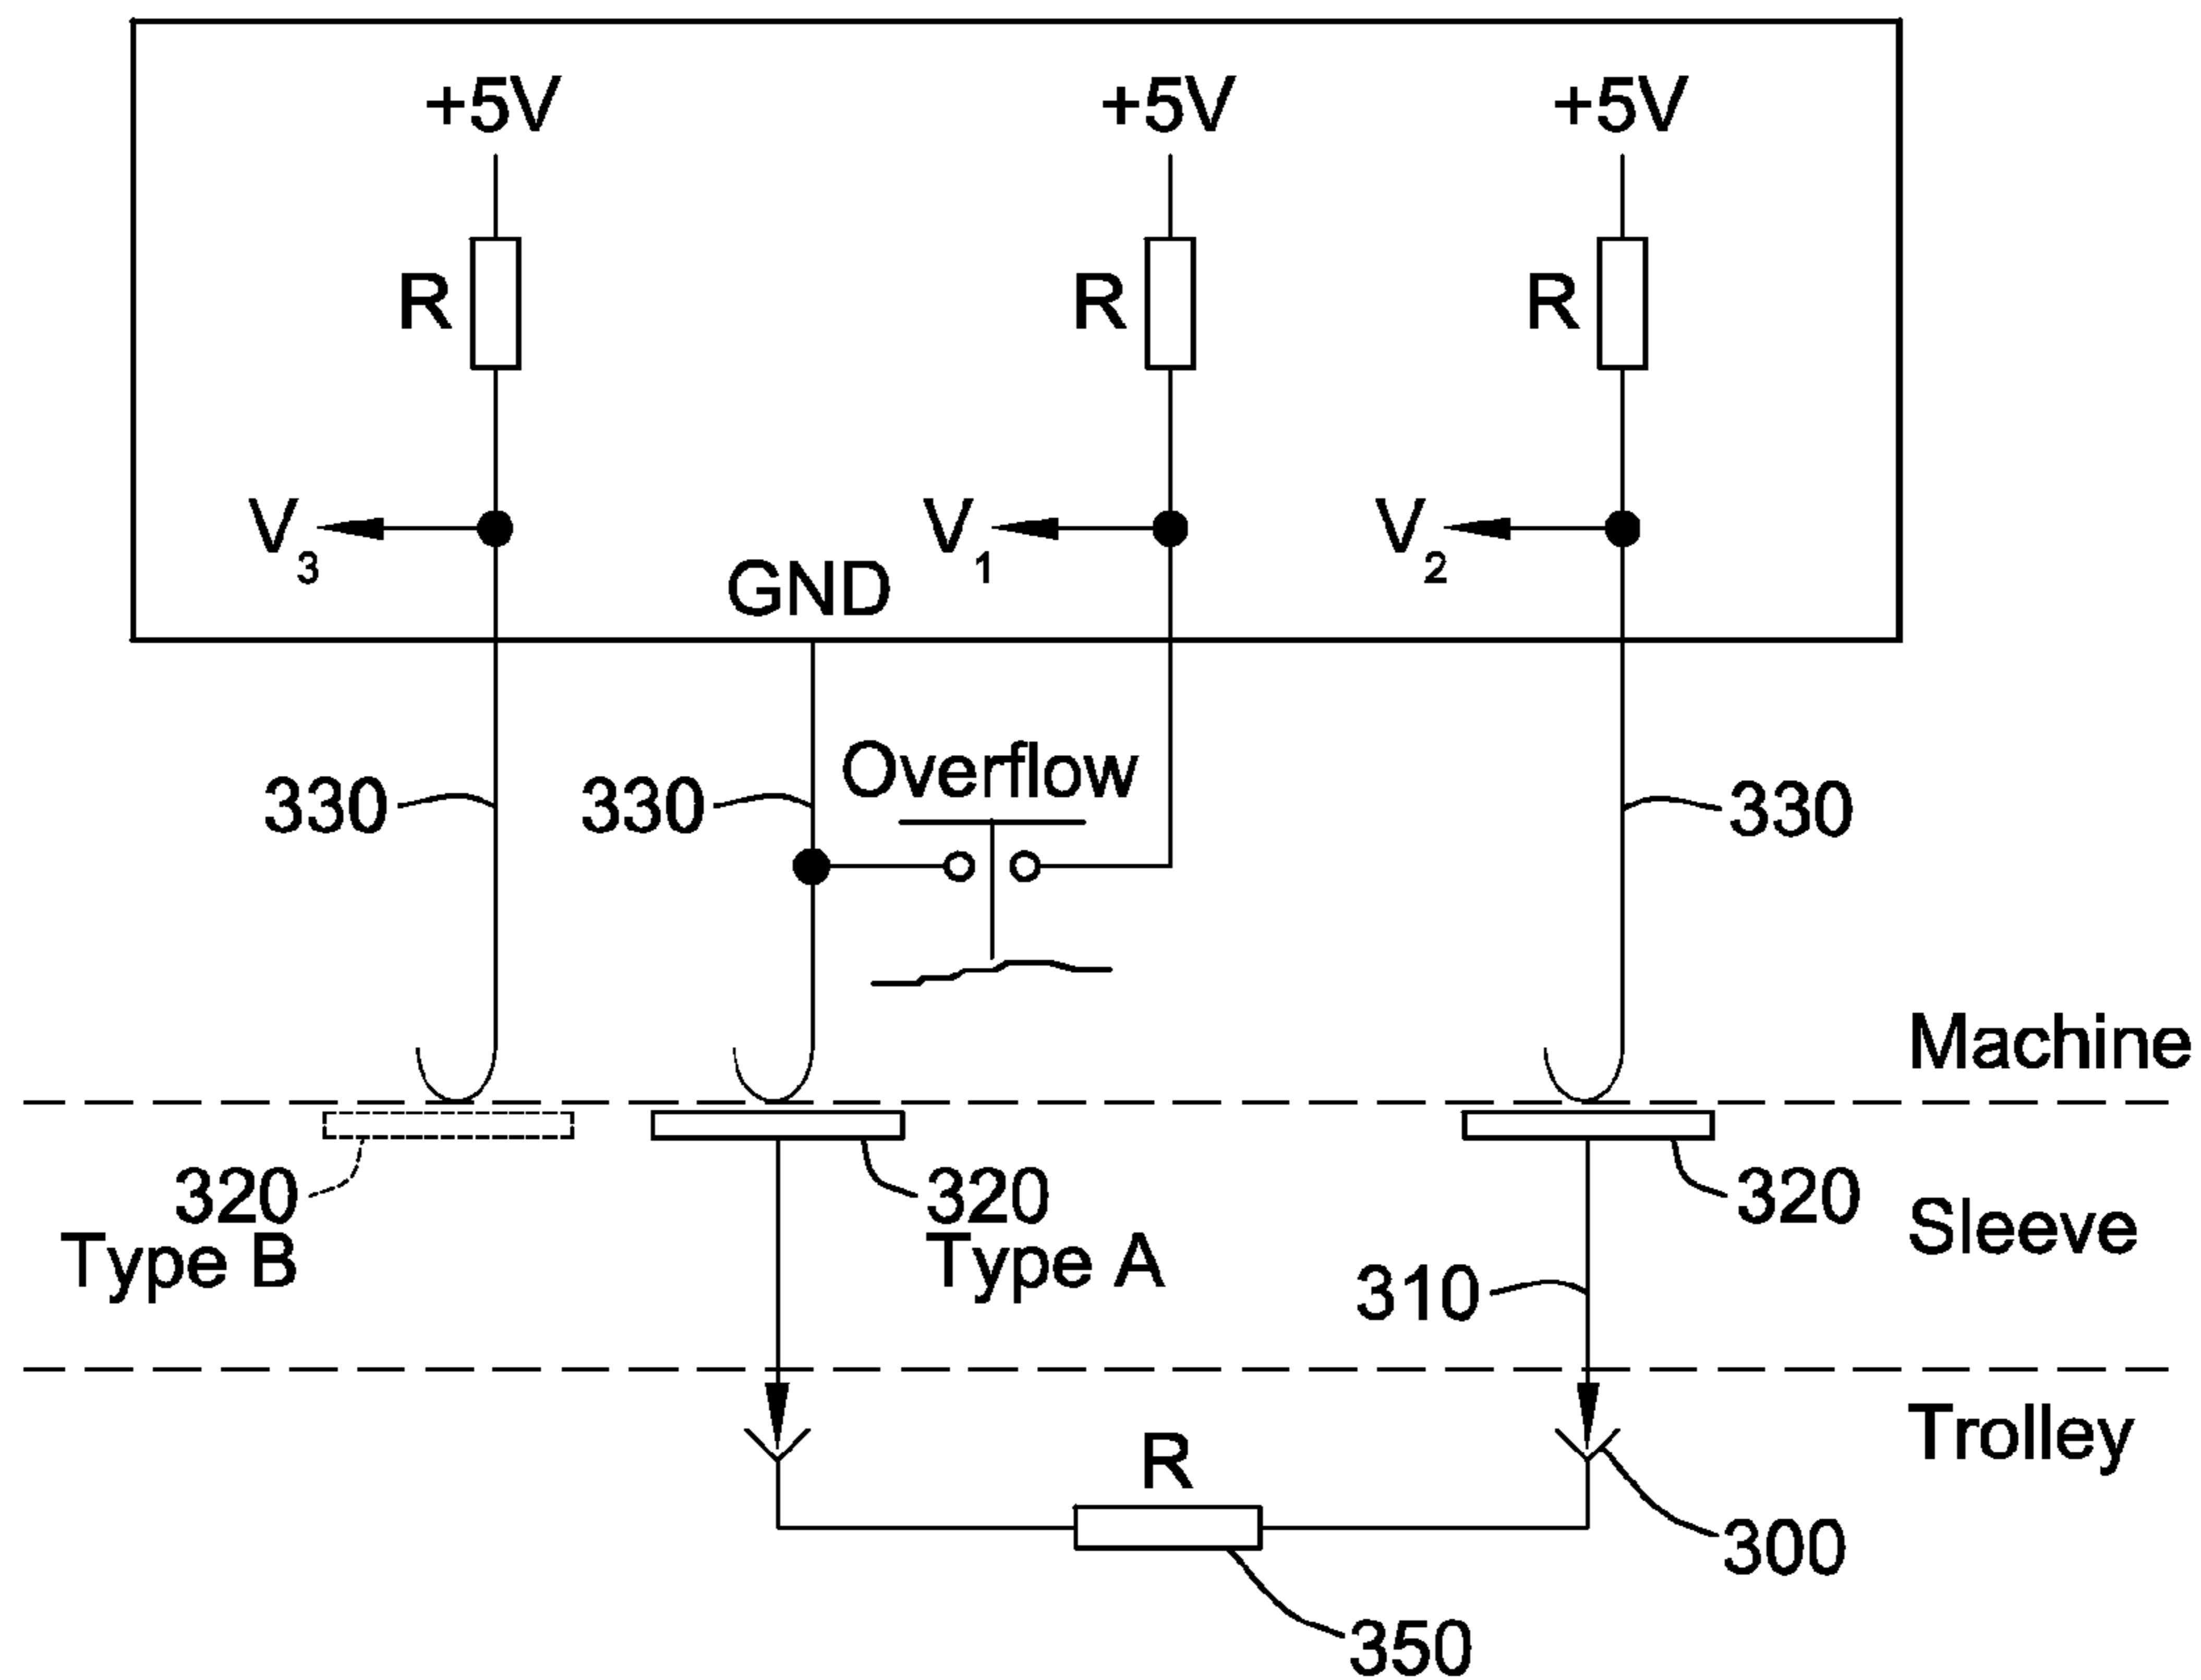 +5V +5V +5V
R R R
V3 V1 V2
GND
Overflow
330 330 330
Machine
320 320 320
Type B Type A Sleeve
310
Trolley
R
300
350